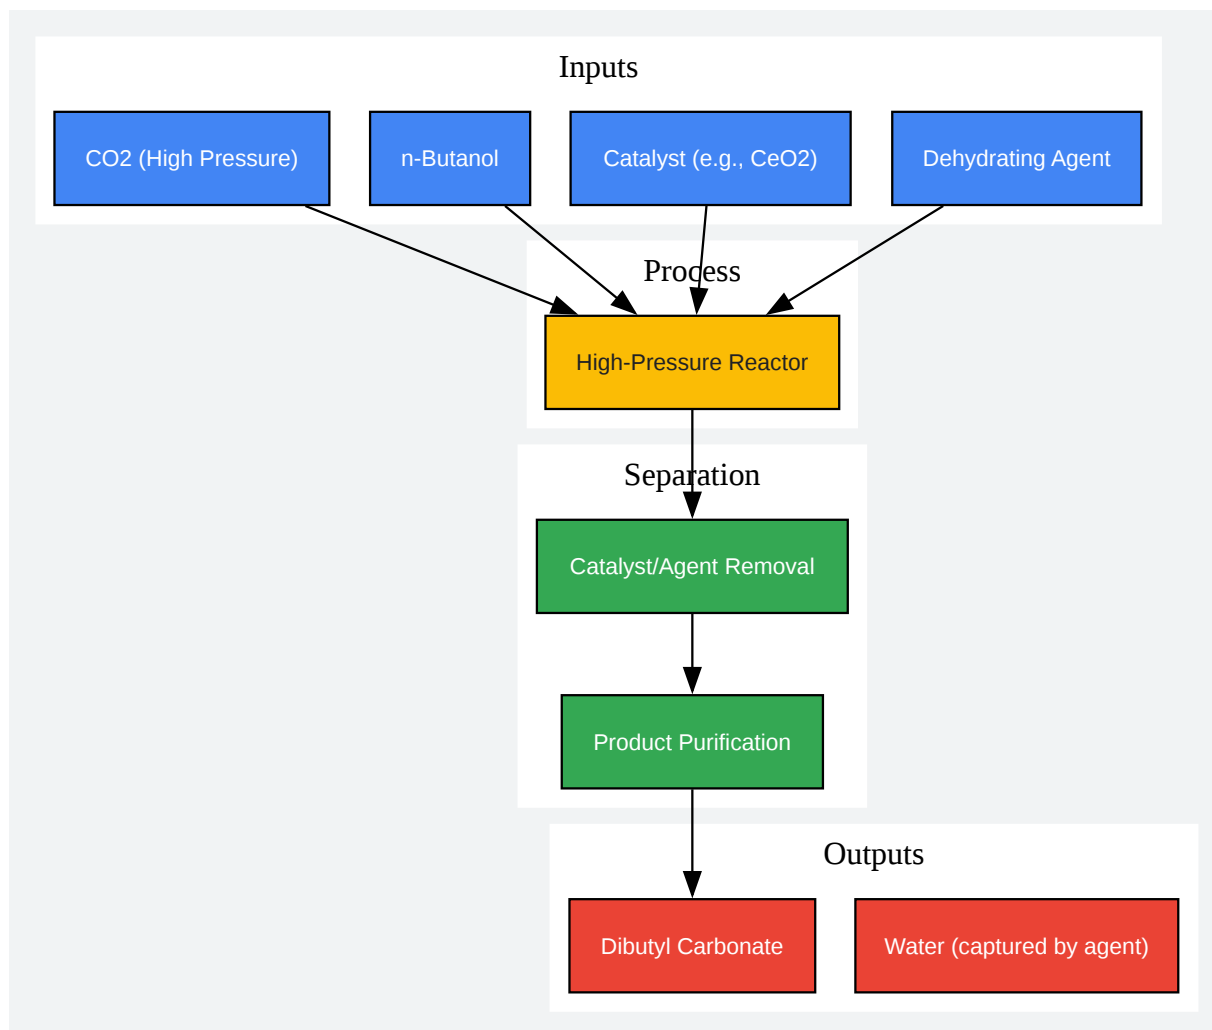 Inputs
CO2 (High Pressure)
n-Butanol
Catalyst (e.g., CeO2)
Dehydrating Agent
Process
High-Pressure Reactor
Separation
Catalyst/Agent Removal
Product Purification
Outputs
Dibutyl Carbonate
Water (captured by agent)